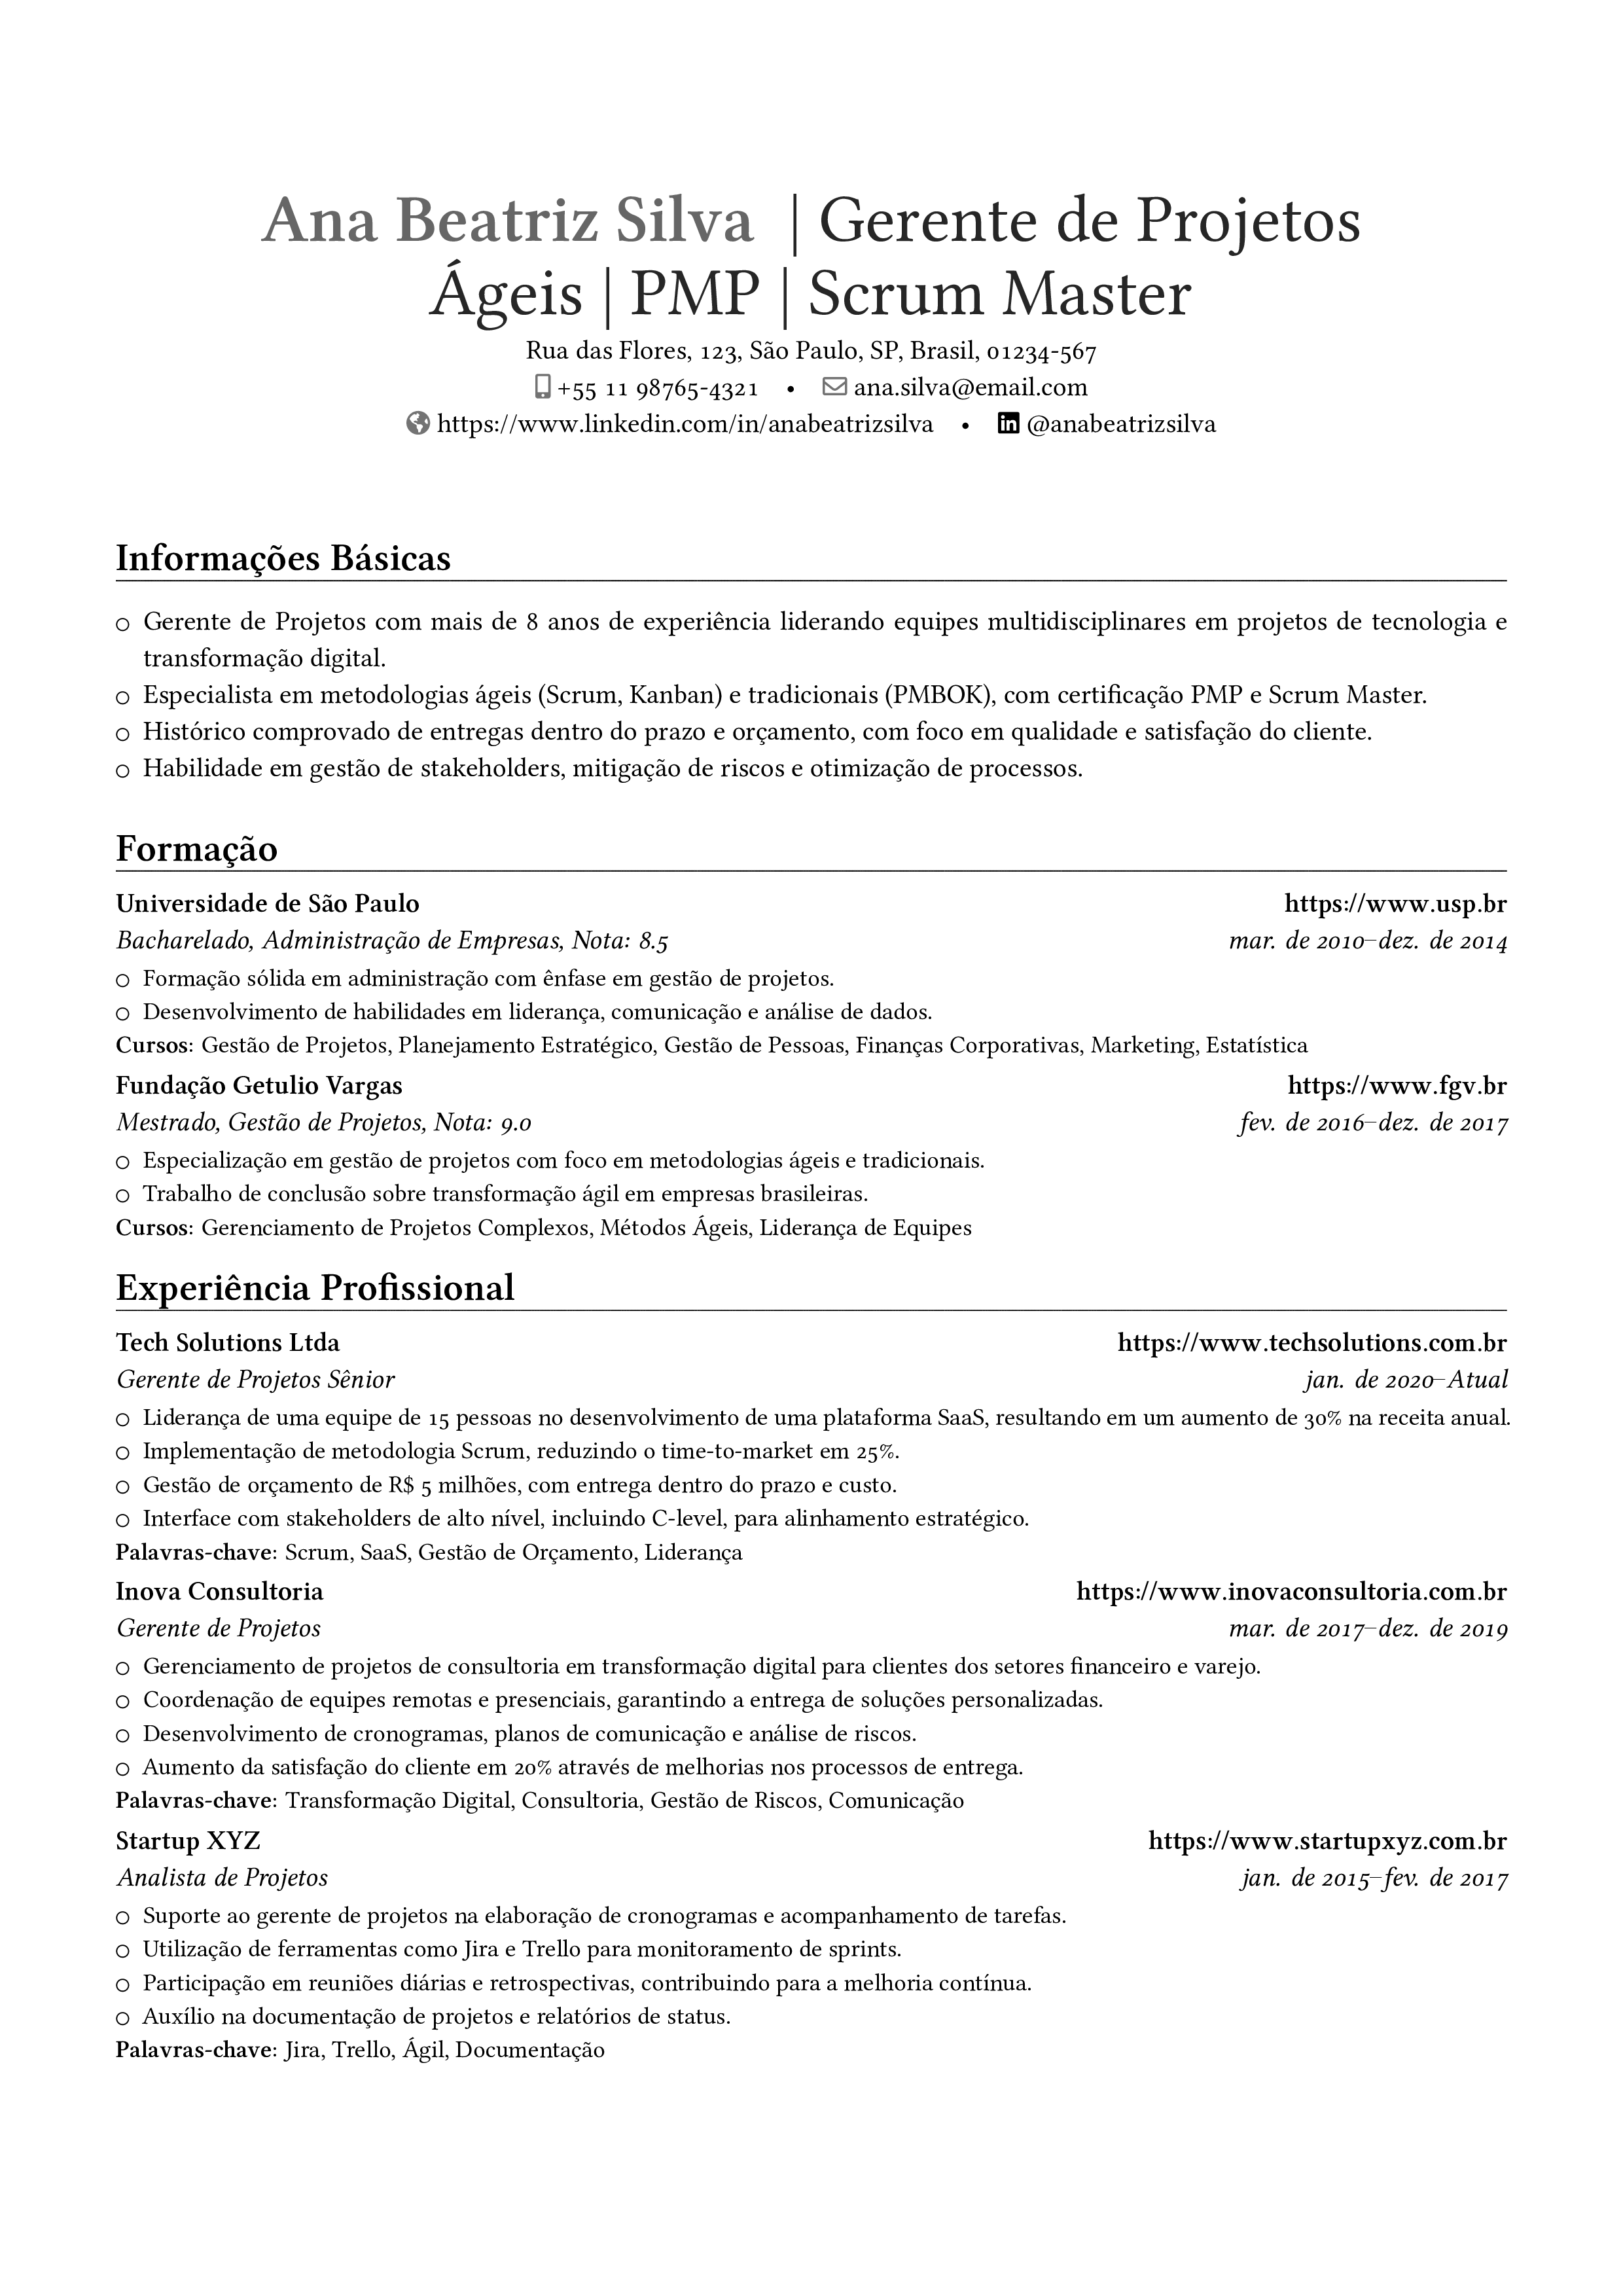 Ana Beatriz Silva | Gerente de Projetos
Ágeis | PMP | Scrum Master
Rua das Flores, 123, São Paulo, SP, Brasil, 01234-567
+55 11 98765-4321 • ana.silva@email.com
https://www.linkedin.com/in/anabeatrizsilva • @anabeatrizsilva
Informações Básicas
Gerente de Projetos com mais de 8 anos de experiência liderando equipes multidisciplinares em projetos de tecnologia e
transformação digital.
Especialista em metodologias ágeis (Scrum, Kanban) e tradicionais (PMBOK), com certificação PMP e Scrum Master.
Histórico comprovado de entregas dentro do prazo e orçamento, com foco em qualidade e satisfação do cliente.
Habilidade em gestão de stakeholders, mitigação de riscos e otimização de processos.
Formação
Universidade de São Paulo https://www.usp.br
Bacharelado, Administração de Empresas, Nota: 8.5 mar. de 2010–dez. de 2014
Formação sólida em administração com ênfase em gestão de projetos.
Desenvolvimento de habilidades em liderança, comunicação e análise de dados.
Cursos: Gestão de Projetos, Planejamento Estratégico, Gestão de Pessoas, Finanças Corporativas, Marketing, Estatística
Fundação Getulio Vargas https://www.fgv.br
Mestrado, Gestão de Projetos, Nota: 9.0 fev. de 2016–dez. de 2017
Especialização em gestão de projetos com foco em metodologias ágeis e tradicionais.
Trabalho de conclusão sobre transformação ágil em empresas brasileiras.
Cursos: Gerenciamento de Projetos Complexos, Métodos Ágeis, Liderança de Equipes
Experiência Profissional
Tech Solutions Ltda https://www.techsolutions.com.br
Gerente de Projetos Sênior jan. de 2020–Atual
Liderança de uma equipe de 15 pessoas no desenvolvimento de uma plataforma SaaS, resultando em um aumento de 30% na receita anual.
Implementação de metodologia Scrum, reduzindo o time-to-market em 25%.
Gestão de orçamento de R$ 5 milhões, com entrega dentro do prazo e custo.
Interface com stakeholders de alto nível, incluindo C-level, para alinhamento estratégico.
Palavras-chave: Scrum, SaaS, Gestão de Orçamento, Liderança
Inova Consultoria https://www.inovaconsultoria.com.br
Gerente de Projetos mar. de 2017–dez. de 2019
Gerenciamento de projetos de consultoria em transformação digital para clientes dos setores financeiro e varejo.
Coordenação de equipes remotas e presenciais, garantindo a entrega de soluções personalizadas.
Desenvolvimento de cronogramas, planos de comunicação e análise de riscos.
Aumento da satisfação do cliente em 20% através de melhorias nos processos de entrega.
Palavras-chave: Transformação Digital, Consultoria, Gestão de Riscos, Comunicação
Startup XYZ https://www.startupxyz.com.br
Analista de Projetos jan. de 2015–fev. de 2017
Suporte ao gerente de projetos na elaboração de cronogramas e acompanhamento de tarefas.
Utilização de ferramentas como Jira e Trello para monitoramento de sprints.
Participação em reuniões diárias e retrospectivas, contribuindo para a melhoria contínua.
Auxílio na documentação de projetos e relatórios de status.
Palavras-chave: Jira, Trello, Ágil, Documentação